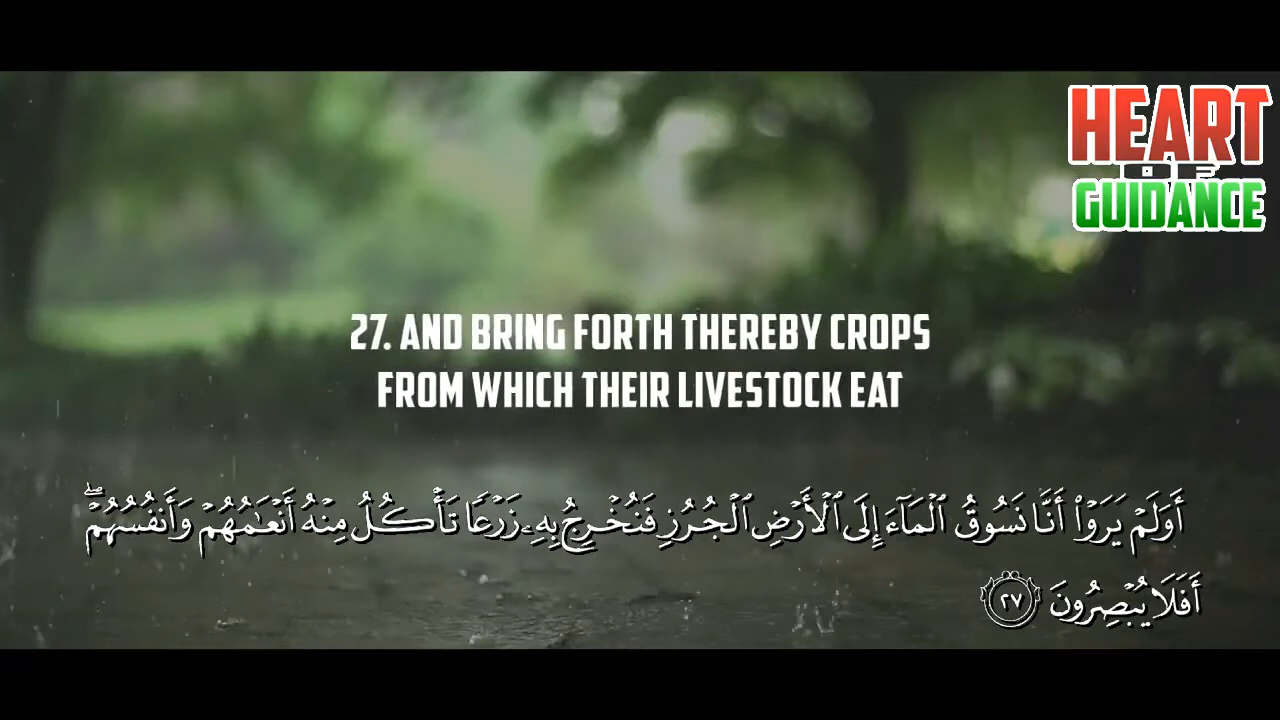 HEART
OF
GUIDANCE
27. AND BRING FORTH THEREBY CROPS
FROM WHICH THEIR LIVESTOCK EAT
أَوَلَمْ يَرَوْا۟ أَنَّا نَسُوقُ ٱلْمَآءَ إِلَى ٱلْأَرْضِ ٱلْجُرُزِ فَنُخْرِجُ بِهِۦ زَرْعًا تَأْكُلُ مِنْهُ أَنْعَـٰمُهُمْ وَأَنفُسُهُمْ ۖ
أَفَلَا يُبْصِرُونَ ٢٧